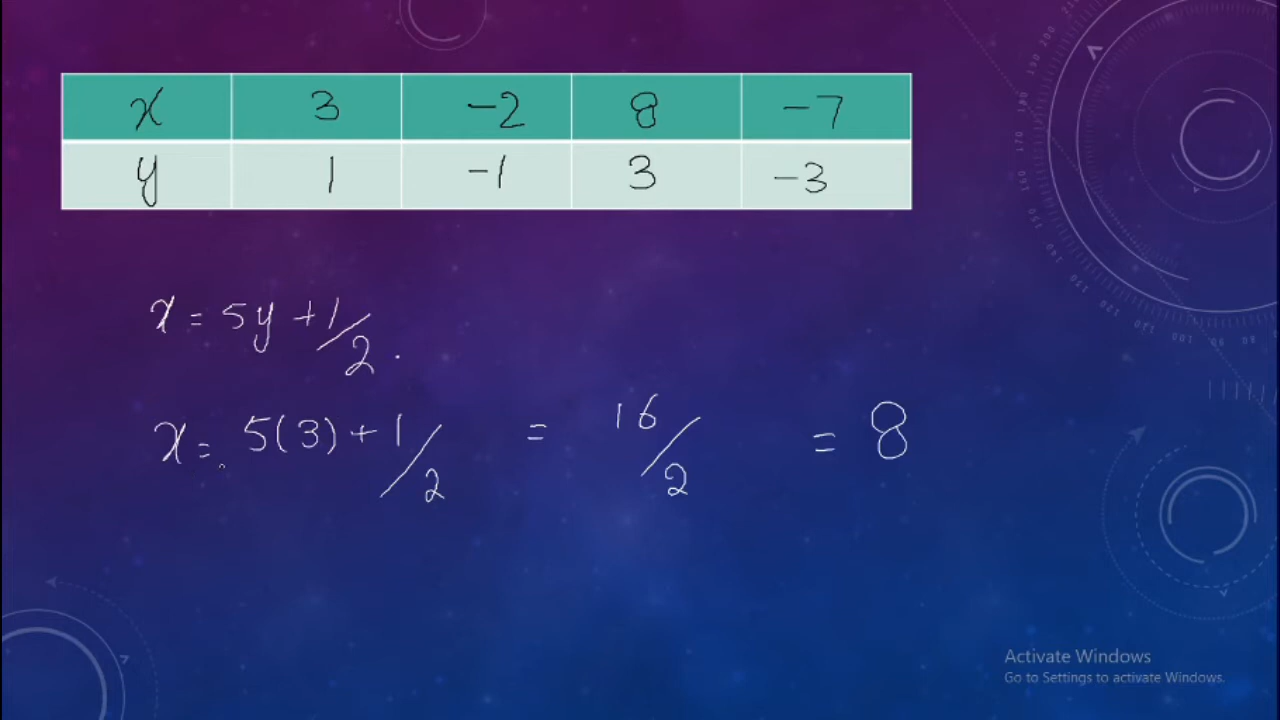 x 3 -2 8 -7
y 1 -1 3 -3
x = 5y + 1/2.
x = 5(3) + 1/2 = 16/2 = 8
Activate Windows
Go to Settings to activate Windows.